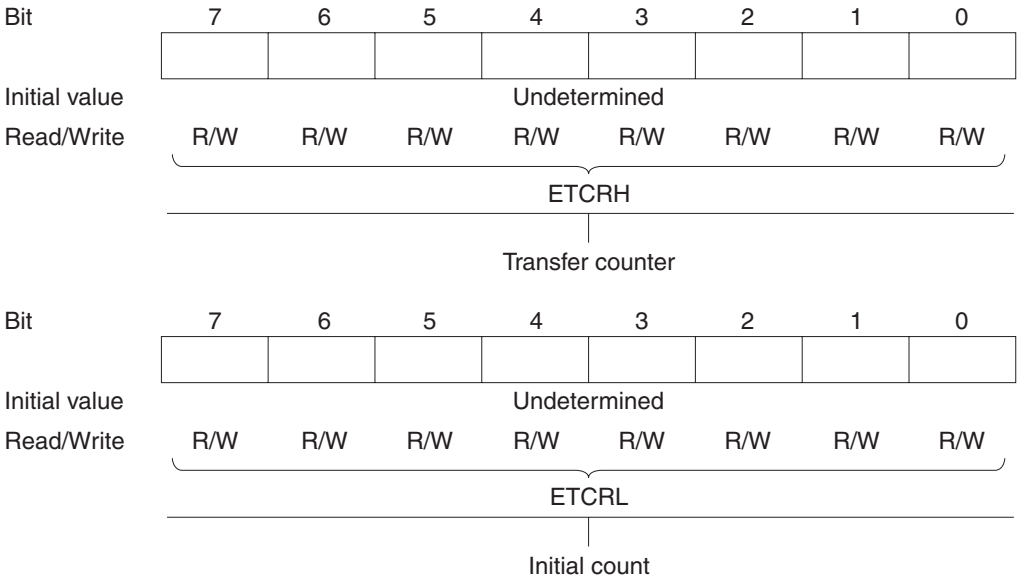 Bit 7 6 5 4 3 2 1 0
Initial value Undetermined
Read/Write R/W R/W R/W R/W R/W R/W R/W R/W
ETCRH
Transfer counter
Bit 7 6 5 4 3 2 1 0
Initial value Undetermined
Read/Write R/W R/W R/W R/W R/W R/W R/W R/W
ETCRL
Initial count